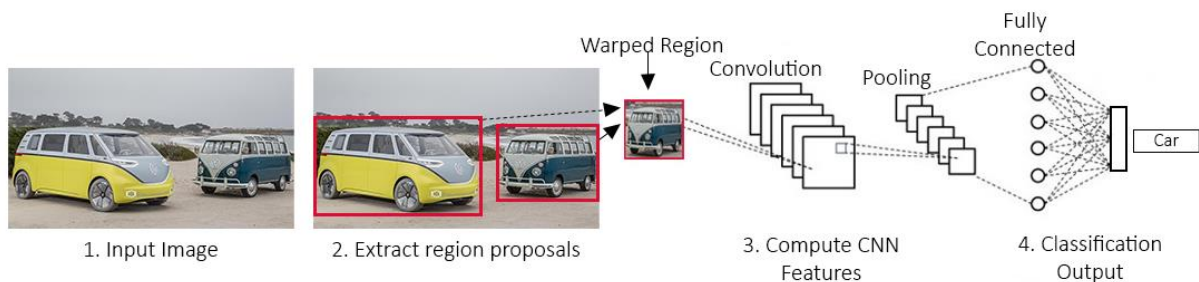 Fully
Connected
Warped Region
Convolution
Pooling
Car
1. Input Image
2. Extract region proposals
3. Compute CNN
Features
4. Classification
Output